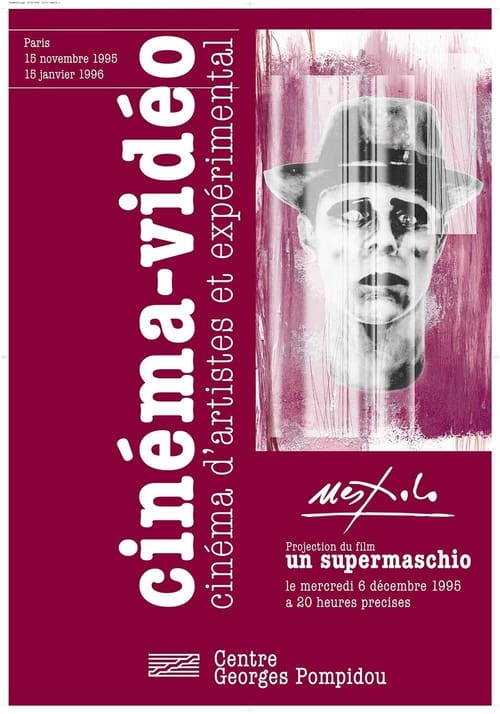 Paris
15 novembre 1995
15 janvier 1996
cinéma-vidéo
cinéma d'artistes et expérimental
Projection du film
un supermaschio
le mercredi 6 décembre 1995
a 20 heures precises
Centre
Georges Pompidou